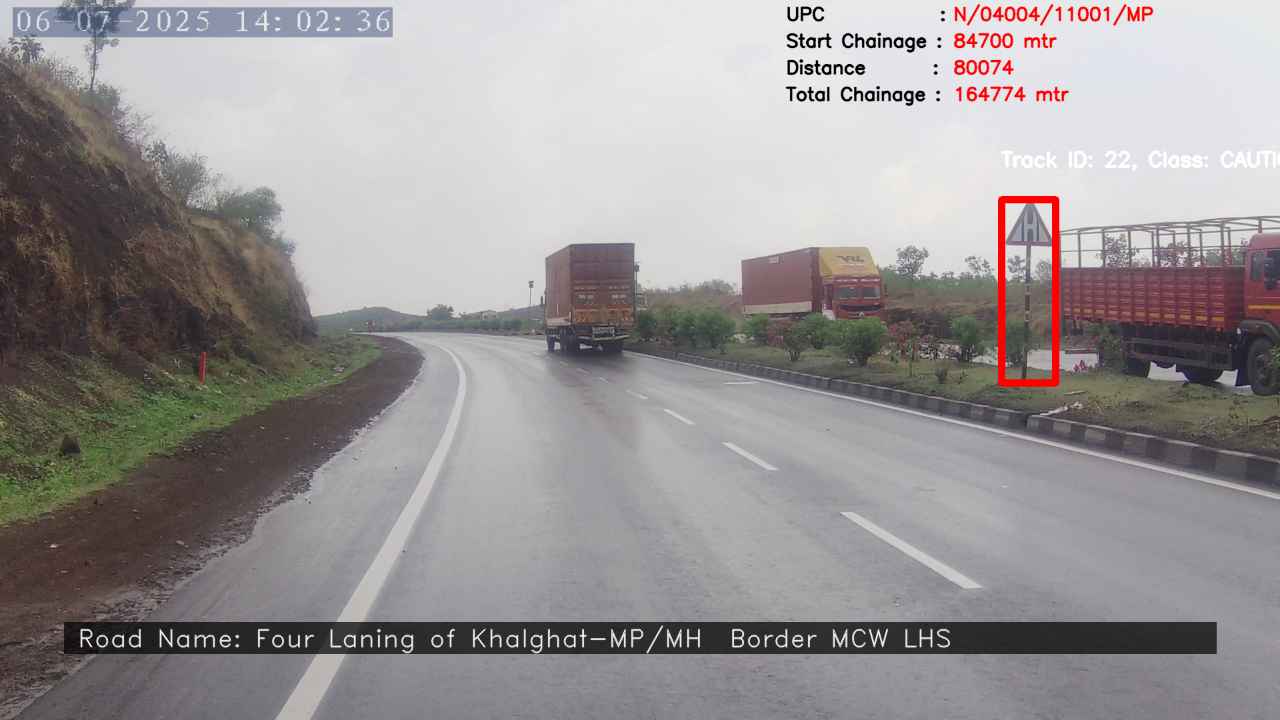 06-07-2025 14:02:36
UPC : N/04004/11001/MP
Start Chainage : 84700 mtr
Distance : 80074
Total Chainage : 164774 mtr
Track ID: 22, Class: CAUTI
VRL
Road Name: Four Laning of Khalghat-MP/MH Border MCW LHS